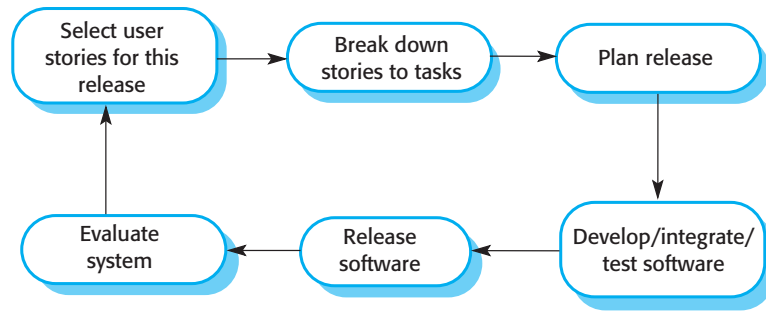 Select user
stories for this
release
Break down
stories to tasks
Plan release
Evaluate
system
Release
software
Develop/integrate/
test software